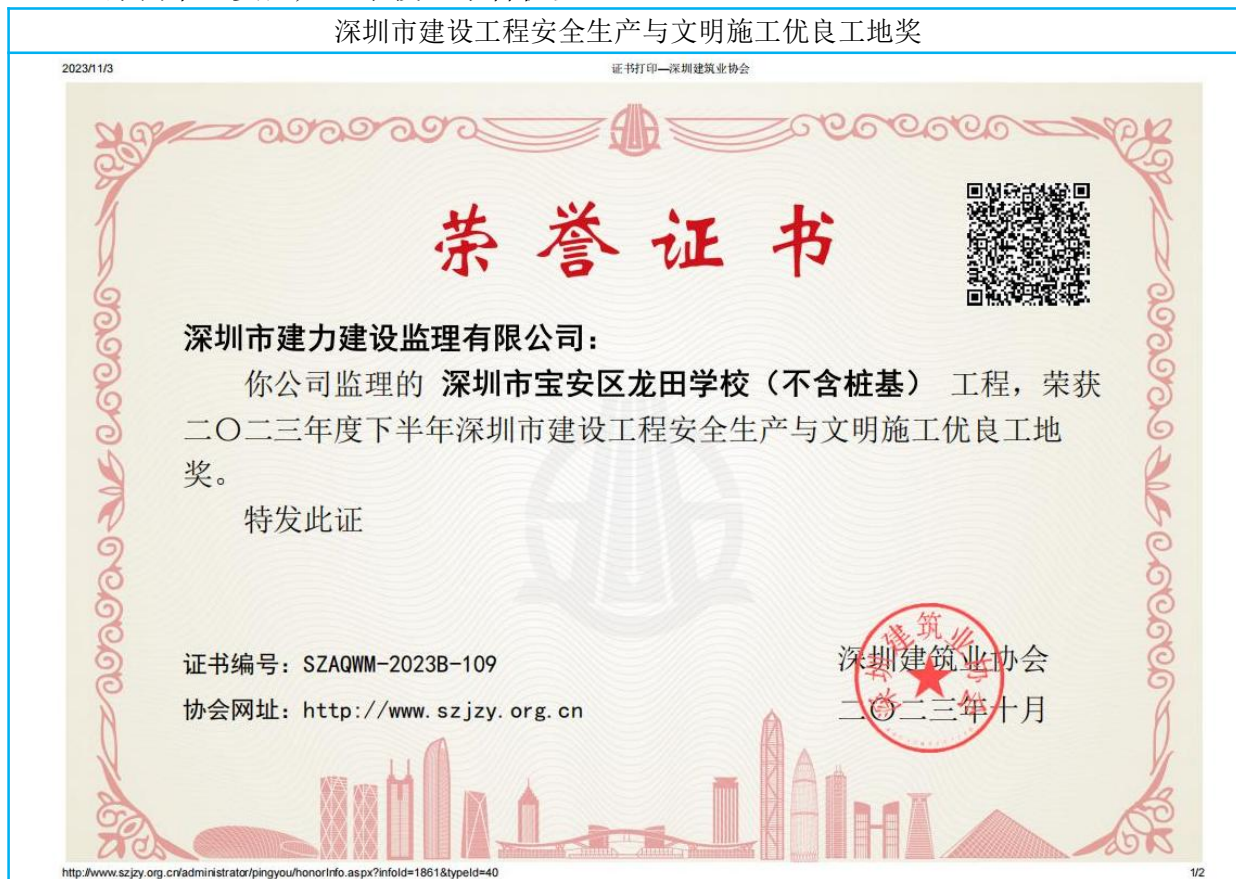 深圳市建设工程安全生产与文明施工优良工地奖
2023/11/3
证书打印—深圳建筑业协会
荣誉证书
深圳市建力建设监理有限公司：
你公司监理的 深圳市宝安区龙田学校（不含桩基） 工程，荣获
二〇二三年度下半年深圳市建设工程安全生产与文明施工优良工地
奖。
特发此证
证书编号：SZAQWM-2023B-109
深圳建筑业协会
协会网址：http://www.szjzy.org.cn
二〇二三年十月
深圳建筑业协会
http://www.szjzy.org.cn/administrator/pingyou/honorInfo.aspx?infoId=1861&typeId=40
1/2